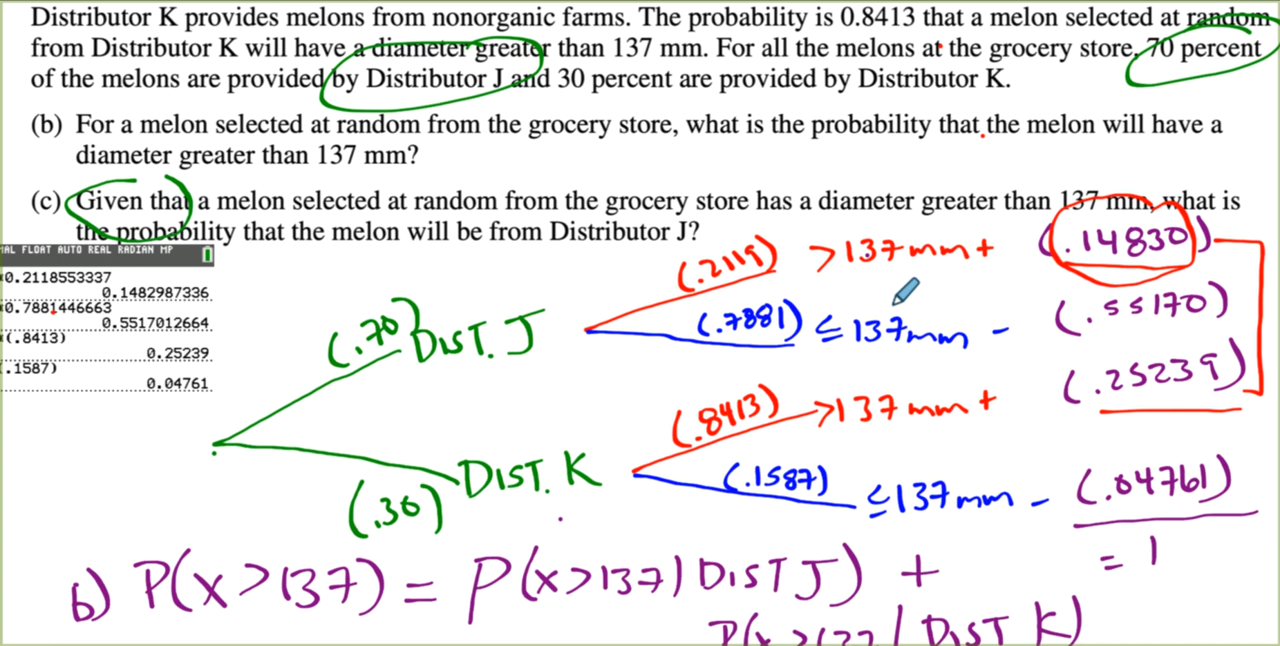 Distributor K provides melons from nonorganic farms. The probability is 0.8413 that a melon selected at random
from Distributor K will have a diameter greater than 137 mm. For all the melons at the grocery store, 70 percent
of the melons are provided by Distributor J and 30 percent are provided by Distributor K.
(b) For a melon selected at random from the grocery store, what is the probability that the melon will have a
diameter greater than 137 mm?
(c) Given that a melon selected at random from the grocery store has a diameter greater than 137 mm, what is
the probability that the melon will be from Distributor J?
FLOAT AUTO REAL RADIAN MP
0.2118553337
0.1482987336
0.7881446663
0.5517012664
(.8413)
0.25239
.1587)
0.04761
(.70) DIST. J
(.2119) >137mm + (.14830)
(.7881) ≤ 137mm - (.55170)
(.8413) >137mm + (.25239)
(.30) DIST. K
(.1587) ≤137mm - (.04761)
= 1
b) P(x>137) = P(x>137) DIST J) +
P(x >137 / DIST K)